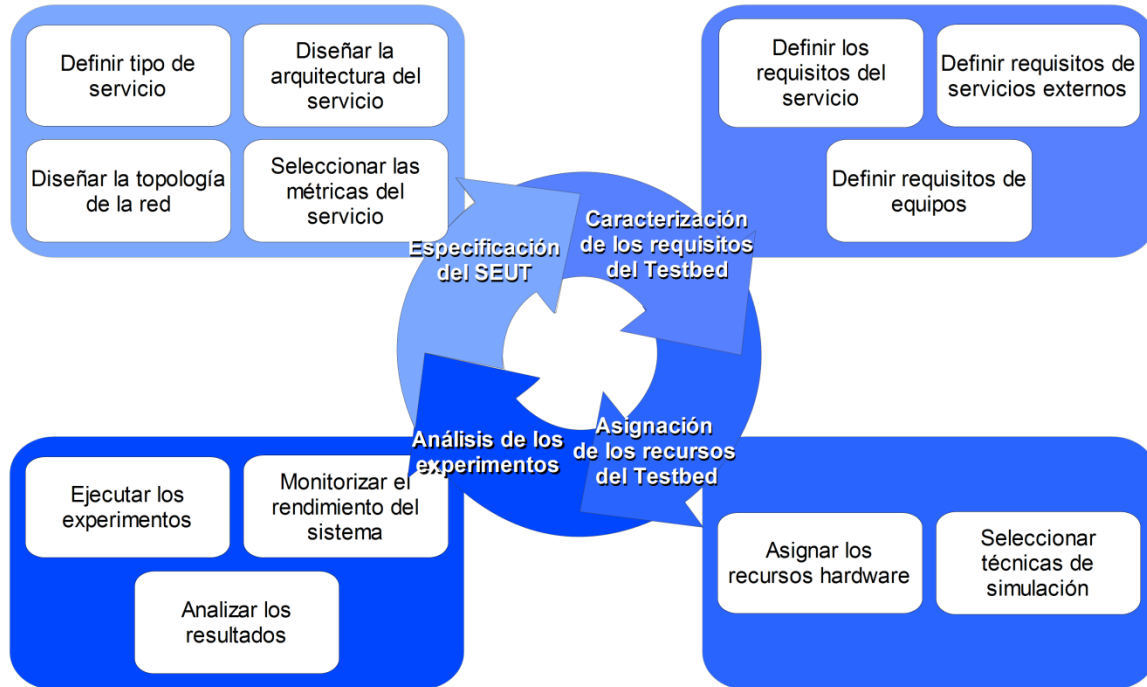 Definir tipo de
servicio
Diseñar la
arquitectura del
servicio
Diseñar la topología
de la red
Seleccionar las
métricas del
servicio
Definir los
requisitos del
servicio
Definir requisitos de
servicios externos
Definir requisitos de
equipos
Especificación
del SEUT
Caracterización
de los requisitos
del Testbed
Análisis de los
experimentos
Asignación
de los recursos
del Testbed
Ejecutar los
experimentos
Monitorizar el
rendimiento del
sistema
Analizar los
resultados
Asignar los
recursos hardware
Seleccionar
técnicas de
simulación